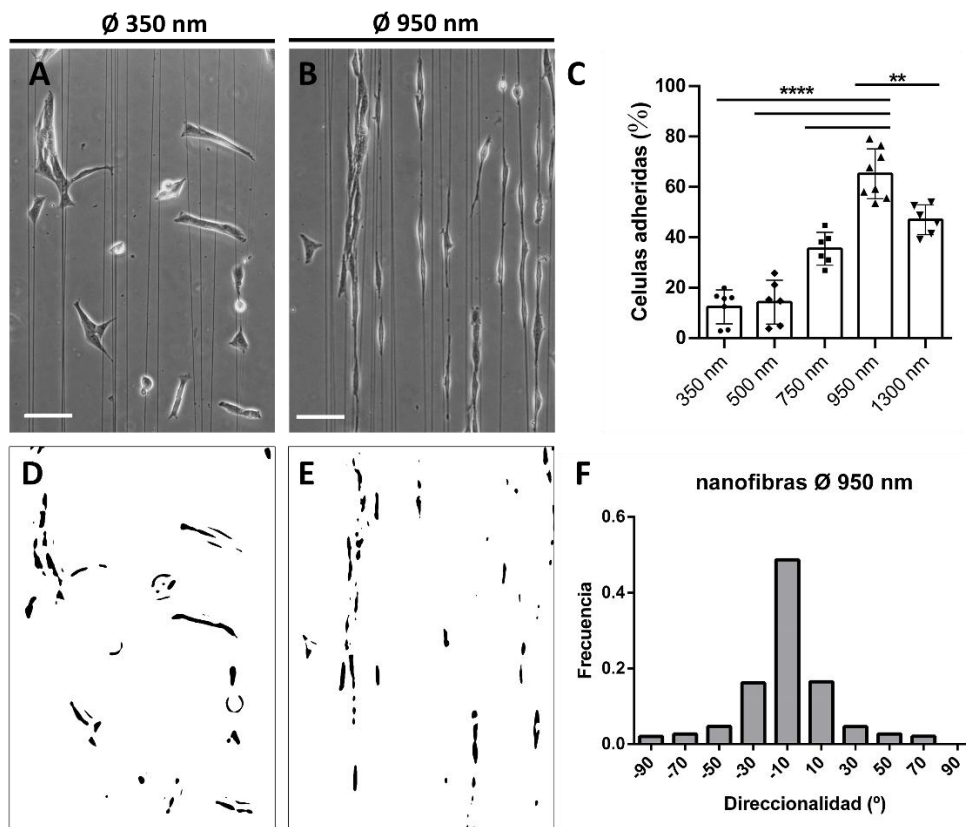 Ø 350 nm
Ø 950 nm
A
B
C
Celulas adheridas (%)
100
80
60
40
20
0
****
**
350 nm
500 nm
750 nm
950 nm
1300 nm
D
E
F
nanofibras Ø 950 nm
Frecuencia
0.6
0.4
0.2
0.0
-90
-70
-50
-30
-10
10
30
50
70
90
Direccionalidad (º)